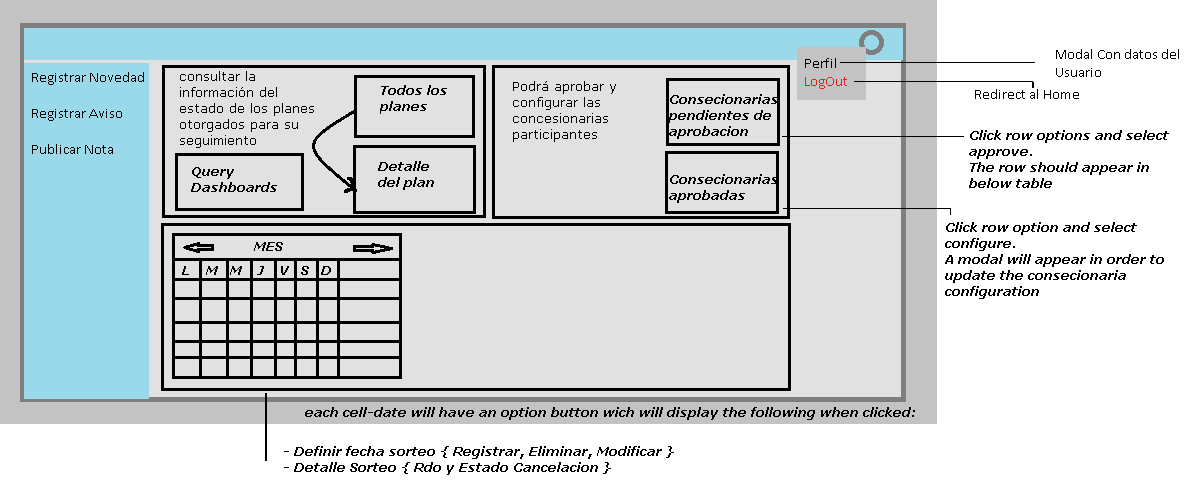 Registrar Novedad
Registrar Aviso
Publicar Nota
consultar la
información del
estado de los planes
otorgados para su
seguimiento
Query
Dashboards
Todos los
planes
Detalle
del plan
Podrá aprobar y
configurar las
concesionarias
participantes
Consecionarias
pendientes de
aprobacion
Consecionarias
aprobadas
Perfil
LogOut
Modal Con datos del
Usuario
Redirect al Home
Click row options and select
approve.
The row should appear in
below table
Click row option and select
configure.
A modal will appear in order to
update the consecionaria
configuration
MES
L M M J V S D
each cell-date will have an option button wich will display the following when clicked:
- Definir fecha sorteo { Registrar, Eliminar, Modificar }
- Detalle Sorteo { Rdo y Estado Cancelacion }